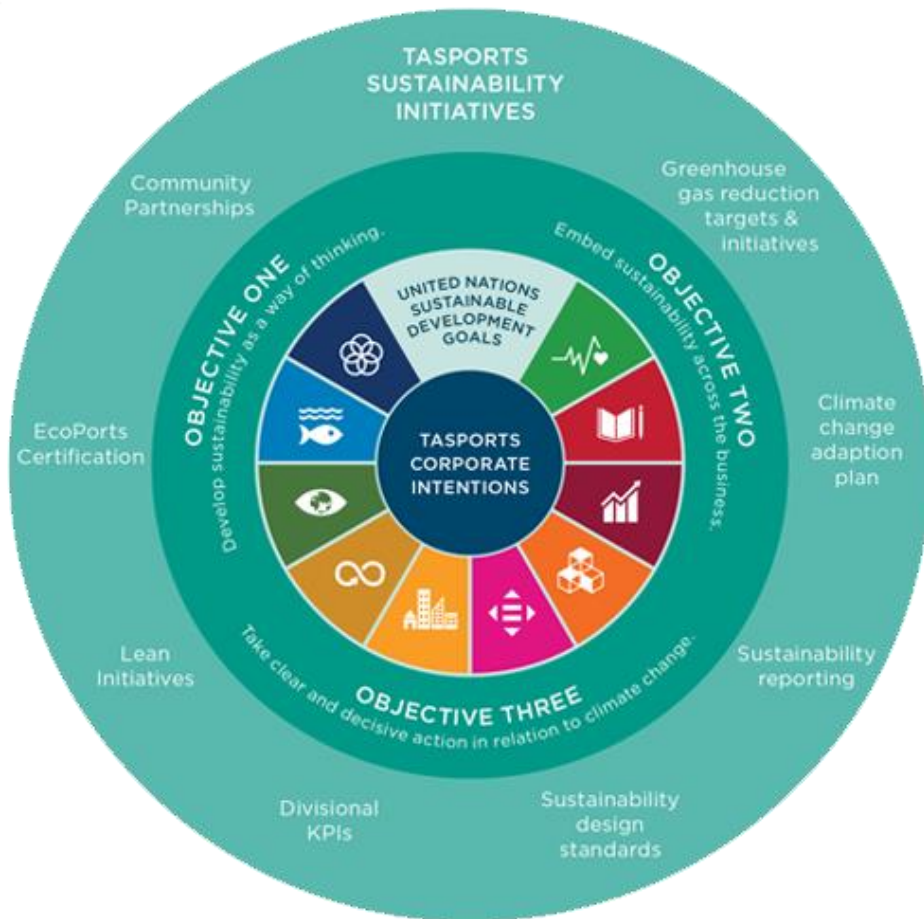 TASPORTS
SUSTAINABILITY
INITIATIVES
Community
Partnerships
Greenhouse
gas reduction
targets &
initiatives
OBJECTIVE ONE
Develop sustainability as a way of thinking.
OBJECTIVE TWO
Embed sustainability across the business.
UNITED NATIONS
SUSTAINABLE
DEVELOPMENT
GOALS
TASPORTS
CORPORATE
INTENTIONS
EcoPorts
Certification
Climate
change
adaption
plan
Lean
Initiatives
Sustainability
reporting
OBJECTIVE THREE
Take clear and decisive action in relation to climate change.
Divisional
KPIs
Sustainability
design
standards